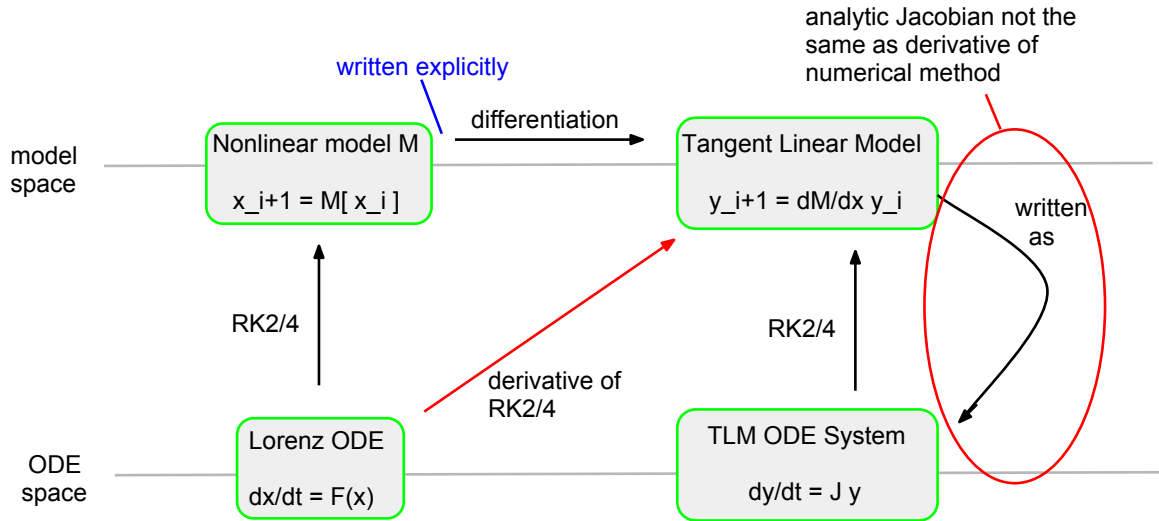 analytic Jacobian not the
same as derivative of
numerical method
written explicitly
differentiation
model
space
Nonlinear model M
x_i+1 = M[ x_i ]
Tangent Linear Model
y_i+1 = dM/dx y_i
written
as
RK2/4
RK2/4
derivative of
RK2/4
ODE
space
Lorenz ODE
dx/dt = F(x)
TLM ODE System
dy/dt = J y